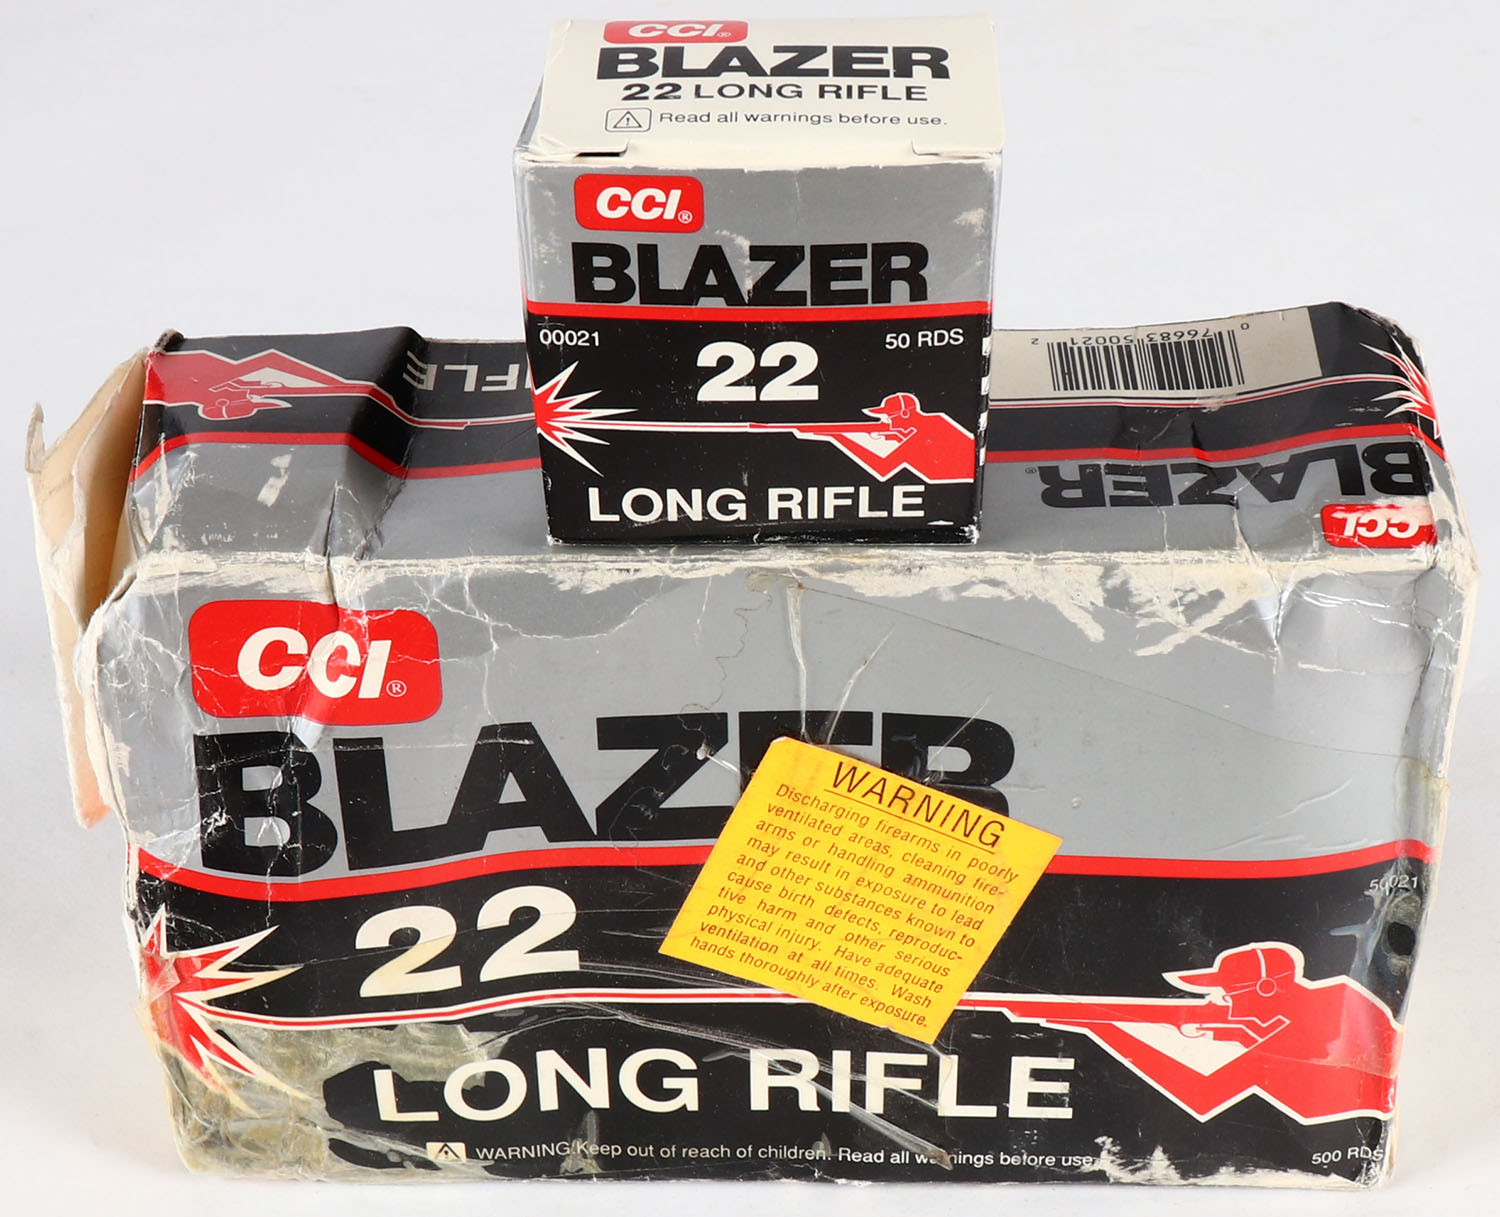 CCI®
BLAZER
22 LONG RIFLE
Read all warnings before use.
CCI®
BLAZER
00021
50 RDS
22
LONG RIFLE
0 76683 50021 2
BLAZER®
CCI
CCI®
BLAZER
22
LONG RIFLE
50021
WARNING
Discharging firearms in poorly
ventilated areas, cleaning fire-
arms or handling ammunition
may result in exposure to lead
and other substances known to
cause birth defects, reproduc-
tive harm and other serious
physical injury. Have adequate
ventilation at all times. Wash
hands thoroughly after exposure.
WARNING: Keep out of reach of children. Read all warnings before use.
500 RDS